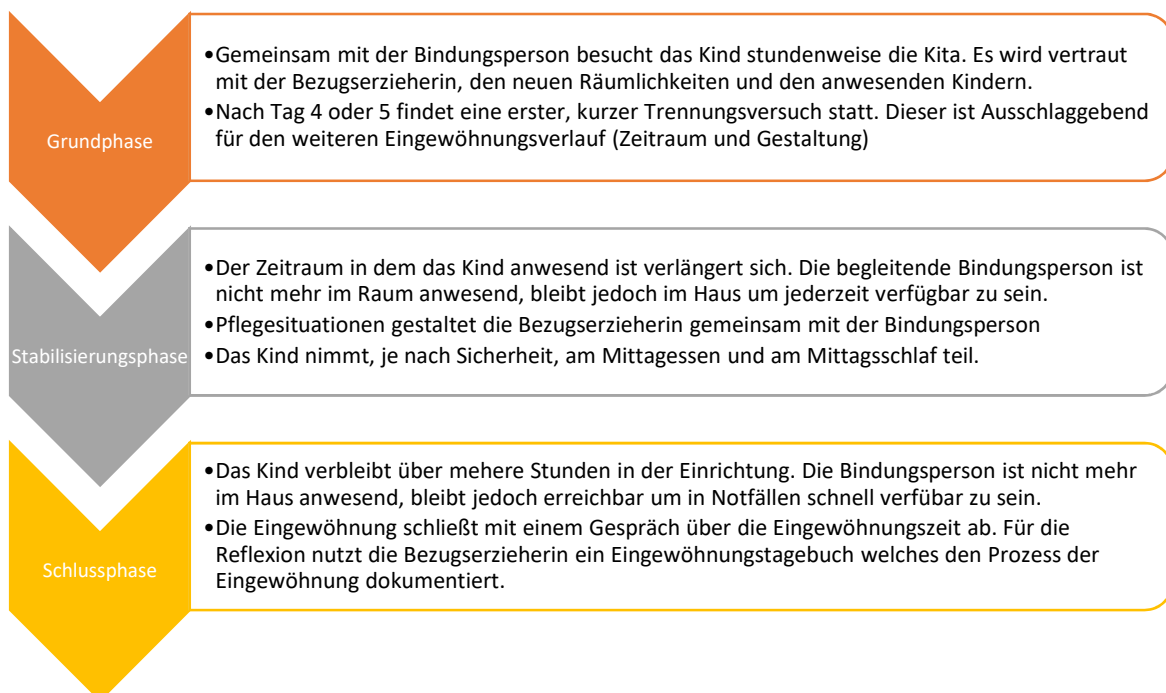 Grundphase
•Gemeinsam mit der Bindungsperson besucht das Kind stundenweise die Kita. Es wird vertraut
mit der Bezugserzieherin, den neuen Räumlichkeiten und den anwesenden Kindern.
•Nach Tag 4 oder 5 findet eine erster, kurzer Trennungsversuch statt. Dieser ist Ausschlaggebend
für den weiteren Eingewöhnungsverlauf (Zeitraum und Gestaltung)
Stabilisierungsphase
•Der Zeitraum in dem das Kind anwesend ist verlängert sich. Die begleitende Bindungsperson ist
nicht mehr im Raum anwesend, bleibt jedoch im Haus um jederzeit verfügbar zu sein.
•Pflegesituationen gestaltet die Bezugserzieherin gemeinsam mit der Bindungsperson
•Das Kind nimmt, je nach Sicherheit, am Mittagessen und am Mittagsschlaf teil.
Schlussphase
•Das Kind verbleibt über mehere Stunden in der Einrichtung. Die Bindungsperson ist nicht mehr
im Haus anwesend, bleibt jedoch erreichbar um in Notfällen schnell verfübar zu sein.
•Die Eingewöhnung schließt mit einem Gespräch über die Eingewöhnungszeit ab. Für die
Reflexion nutzt die Bezugserzieherin ein Eingewöhnungstagebuch welches den Prozess der
Eingewöhnung dokumentiert.